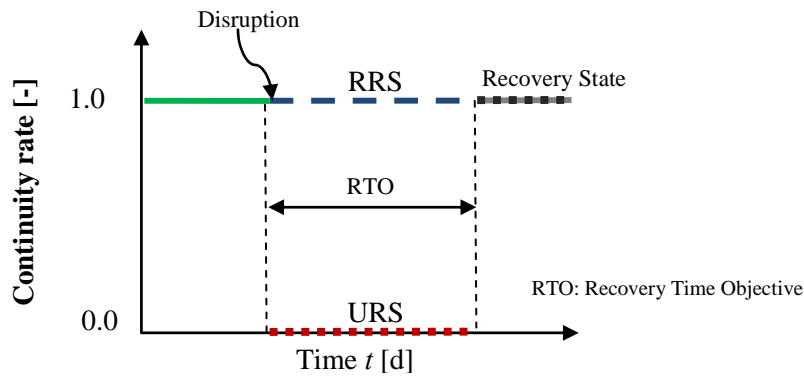 Disruption
Continuity rate [-]
1.0
RRS
Recovery State
RTO
RTO: Recovery Time Objective
0.0
URS
Time t [d]